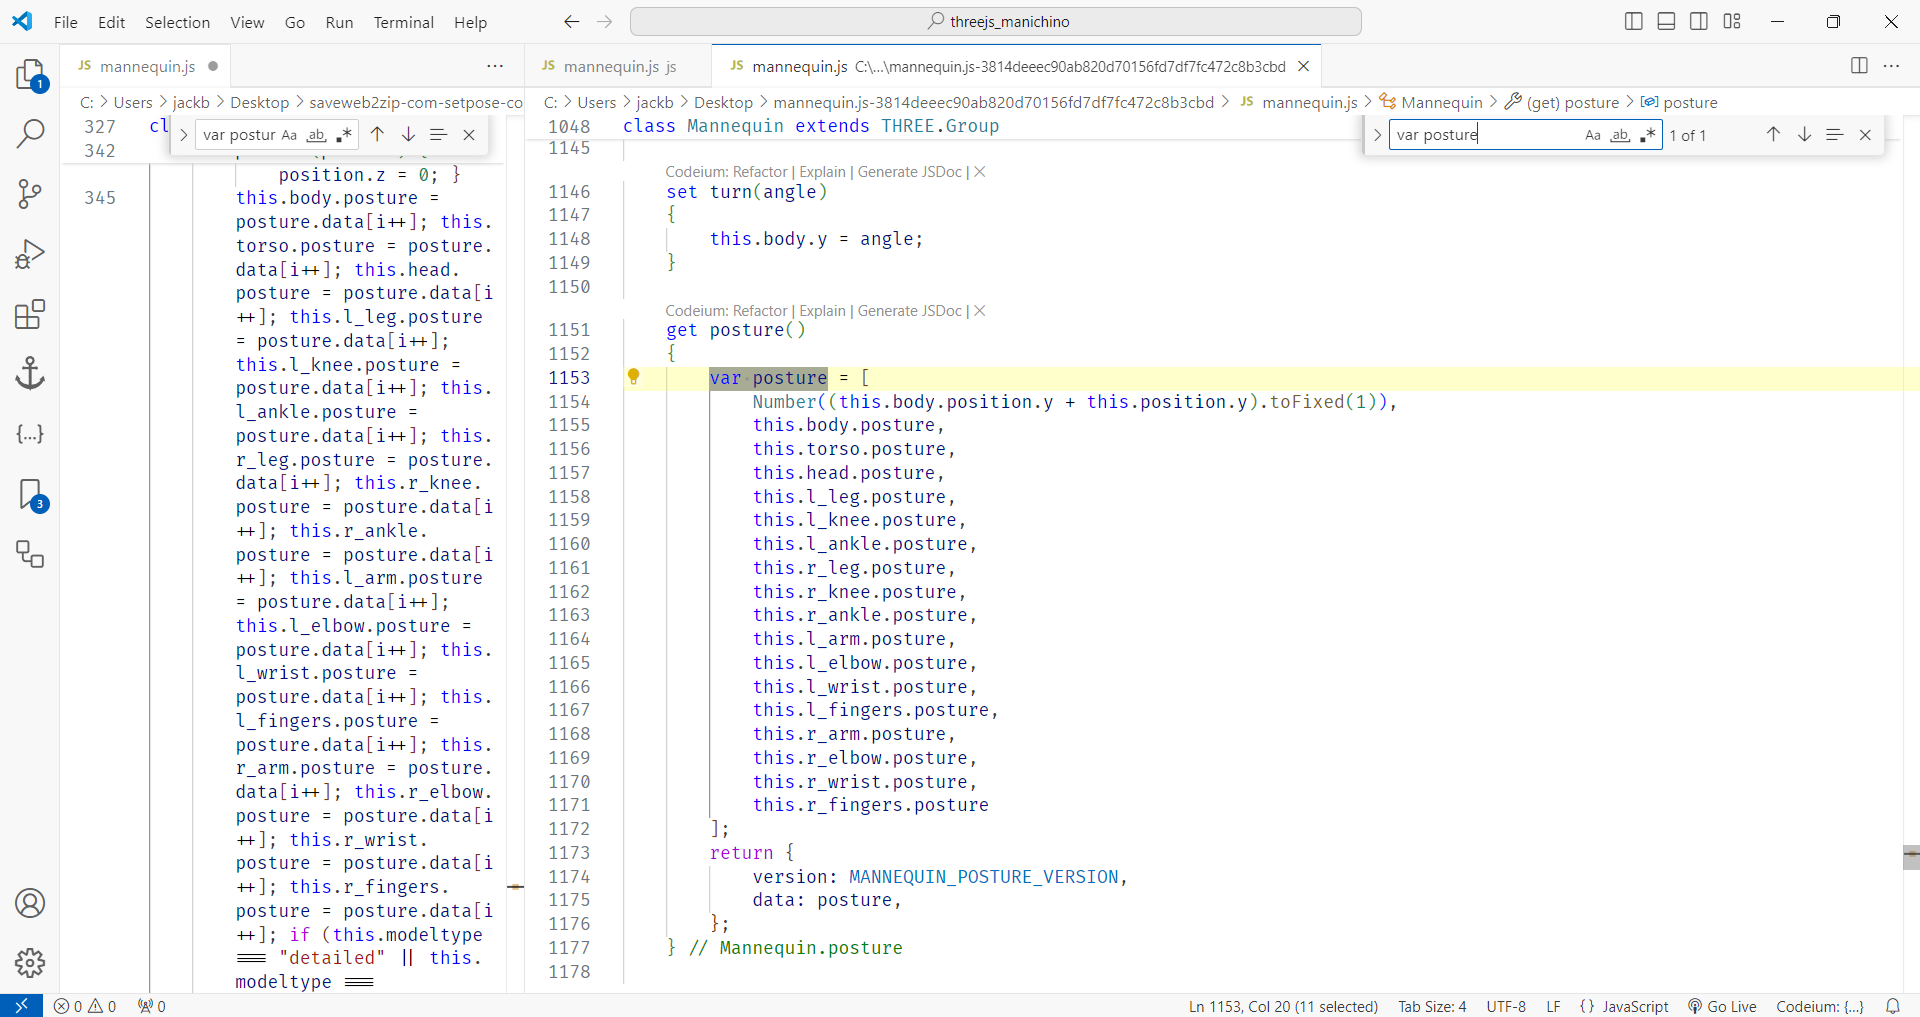 File Edit Selection View Go Run Terminal Help
threejs_manichino
JS mannequin.js
JS mannequin.js js
JS mannequin.js C:\...\mannequin.js-3814deeec90ab820d70156fd7df7fc472c8b3cbd
C: > Users > jackb > Desktop > saveweb2zip-com-setpose-co
C: > Users > jackb > Desktop > mannequin.js-3814deeec90ab820d70156fd7df7fc472c8b3cbd > JS mannequin.js > Mannequin > (get) posture > posture
var postur Aa ab .*
var posture Aa ab .* 1 of 1
327 cl
342
position.z = 0; }
345 this.body.posture =
posture.data[i++]; this.
torso.posture = posture.
data[i++]; this.head.
posture = posture.data[i
++]; this.l_leg.posture
= posture.data[i++];
this.l_knee.posture =
posture.data[i++]; this.
l_ankle.posture =
posture.data[i++]; this.
r_leg.posture = posture.
data[i++]; this.r_knee.
posture = posture.data[i
++]; this.r_ankle.
posture = posture.data[i
++]; this.l_arm.posture
= posture.data[i++];
this.l_elbow.posture =
posture.data[i++]; this.
l_wrist.posture =
posture.data[i++]; this.
l_fingers.posture =
posture.data[i++]; this.
r_arm.posture = posture.
data[i++]; this.r_elbow.
posture = posture.data[i
++]; this.r_wrist.
posture = posture.data[i
++]; this.r_fingers.
posture = posture.data[i
++]; if (this.modeltype
=== "detailed" || this.
modeltype ===
1048 class Mannequin extends THREE.Group
1145
Codeium: Refactor | Explain | Generate JSDoc | X
1146 set turn(angle)
1147 {
1148 this.body.y = angle;
1149 }
1150
Codeium: Refactor | Explain | Generate JSDoc | X
1151 get posture()
1152 {
1153 var posture = [
1154 Number((this.body.position.y + this.position.y).toFixed(1)),
1155 this.body.posture,
1156 this.torso.posture,
1157 this.head.posture,
1158 this.l_leg.posture,
1159 this.l_knee.posture,
1160 this.l_ankle.posture,
1161 this.r_leg.posture,
1162 this.r_knee.posture,
1163 this.r_ankle.posture,
1164 this.l_arm.posture,
1165 this.l_elbow.posture,
1166 this.l_wrist.posture,
1167 this.l_fingers.posture,
1168 this.r_arm.posture,
1169 this.r_elbow.posture,
1170 this.r_wrist.posture,
1171 this.r_fingers.posture
1172 ];
1173 return {
1174 version: MANNEQUIN_POSTURE_VERSION,
1175 data: posture,
1176 };
1177 } // Mannequin.posture
1178
1
3
0 0 0
Ln 1153, Col 20 (11 selected) Tab Size: 4 UTF-8 LF {} JavaScript Go Live Codeium: {...}